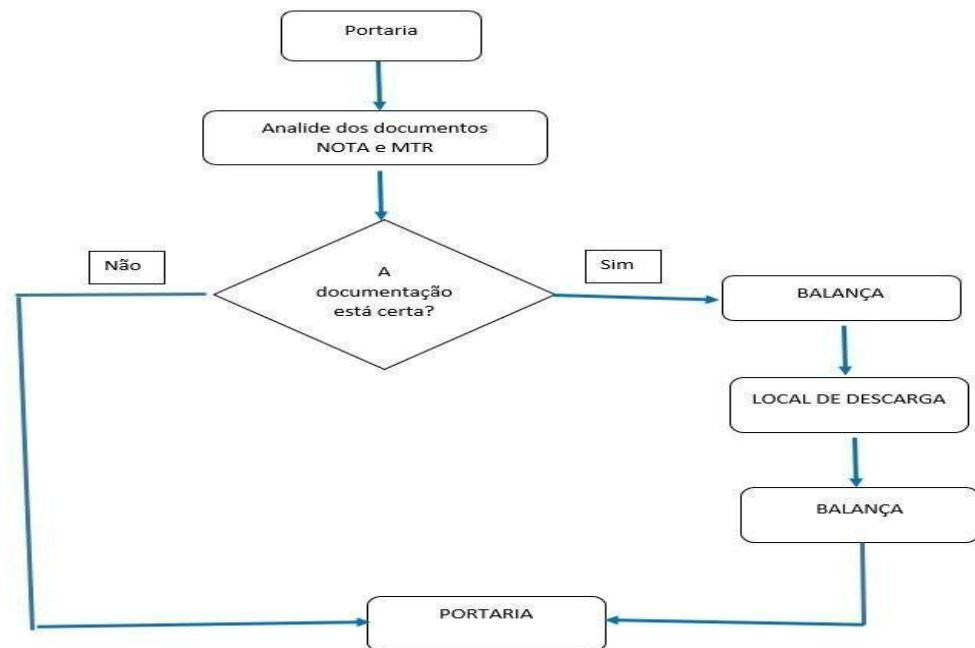 Portaria
Analide dos documentos
NOTA e MTR
Não
A
documentação
está certa?
Sim
BALANÇA
LOCAL DE DESCARGA
BALANÇA
PORTARIA